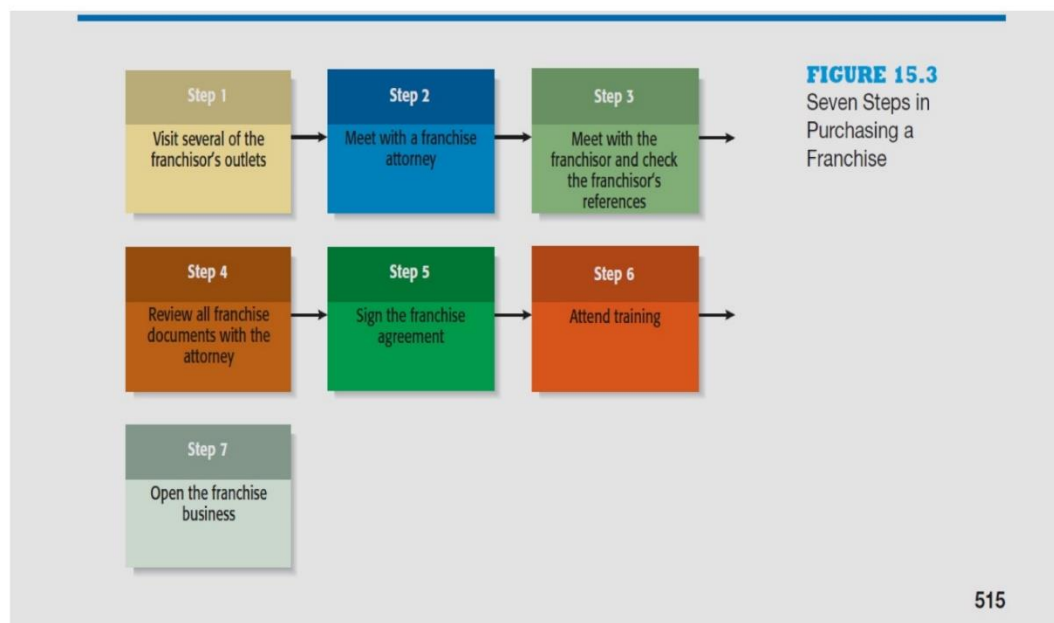 FIGURE 15.3
Seven Steps in
Purchasing a
Franchise
Step 1
Visit several of the
franchisor's outlets
Step 2
Meet with a franchise
attorney
Step 3
Meet with the
franchisor and check
the franchisor's
references
Step 4
Review all franchise
documents with the
attorney
Step 5
Sign the franchise
agreement
Step 6
Attend training
Step 7
Open the franchise
business
515